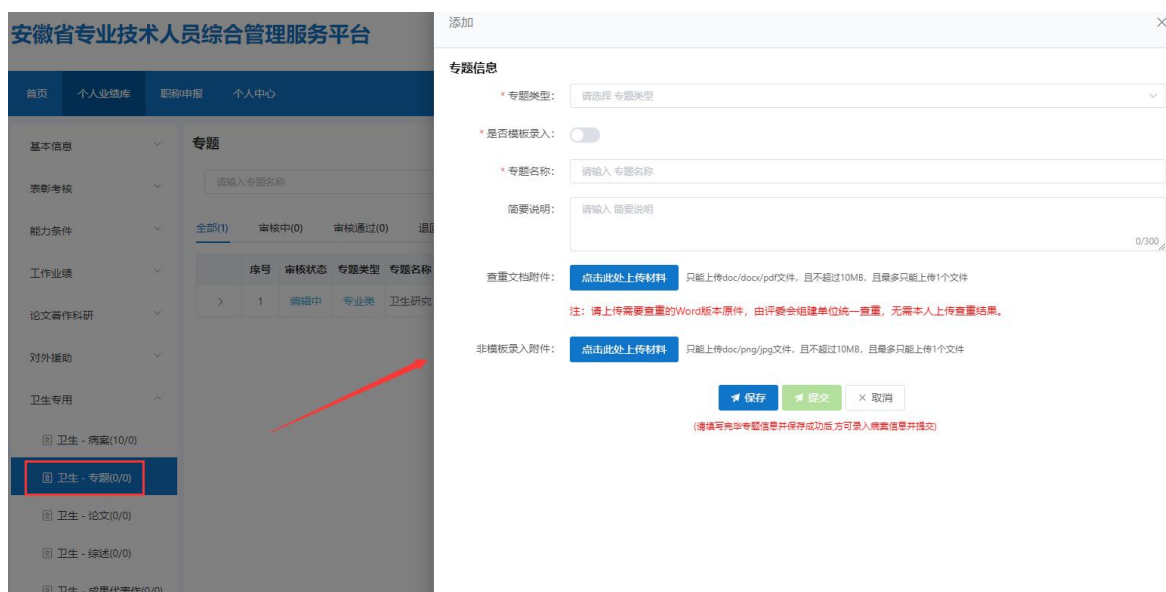 安徽省专业技术人员综合管理服务平台
首页 个人业绩库 职称申报 个人中心
基本信息
表彰考核
能力条件
工作业绩
论文著作科研
对外援助
卫生专用
卫生 - 病案(10/0)
卫生 - 专题(0/0)
卫生 - 论文(0/0)
卫生 - 综述(0/0)
卫生 - 成果代表作(0/0)
专题
请输入专题名称
全部(1) 审核中(0) 审核通过(0)
序号 审核状态 专题类型 专题名称
1 编辑中 专业类 卫生研究
添加
专题信息
* 专题类型: 请选择 专题类型
* 是否模板录入:
* 专题名称: 请输入 专题名称
简要说明: 请输入 简要说明
0/300
查重文档附件: 点击此处上传材料 只能上传doc/docx/pdf文件, 且不超过10MB, 且最多只能上传1个文件
注: 请上传需要查重的Word版本原件, 由评委会组建单位统一查重, 无需本人上传查重结果。
非模板录入附件: 点击此处上传材料 只能上传doc/png/jpg文件, 且不超过10MB, 且最多只能上传1个文件
保存 提交 × 取消
(请填写完毕专题信息并保存成功后,方可录入病案信息并提交)